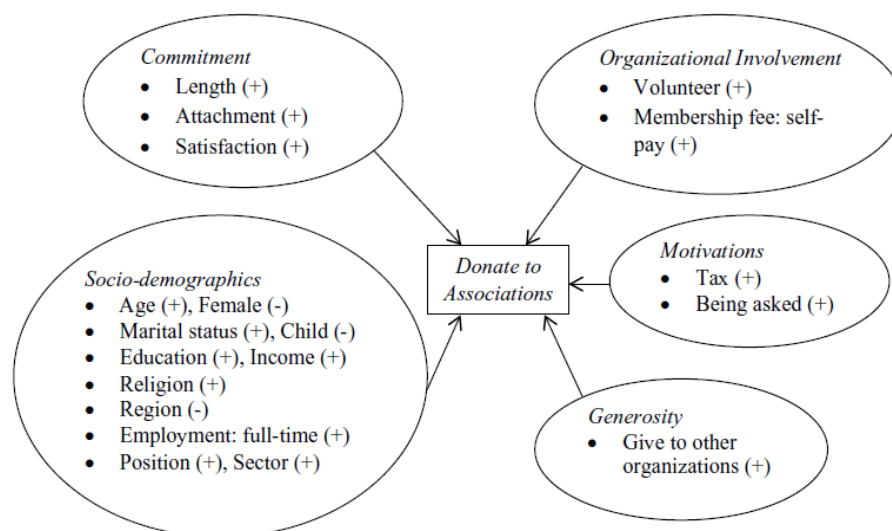 Commitment
• Length (+)
• Attachment (+)
• Satisfaction (+)
Organizational Involvement
• Volunteer (+)
• Membership fee: self-
pay (+)
Donate to
Associations
Socio-demographics
• Age (+), Female (-)
• Marital status (+), Child (-)
• Education (+), Income (+)
• Religion (+)
• Region (-)
• Employment: full-time (+)
• Position (+), Sector (+)
Motivations
• Tax (+)
• Being asked (+)
Generosity
• Give to other
organizations (+)